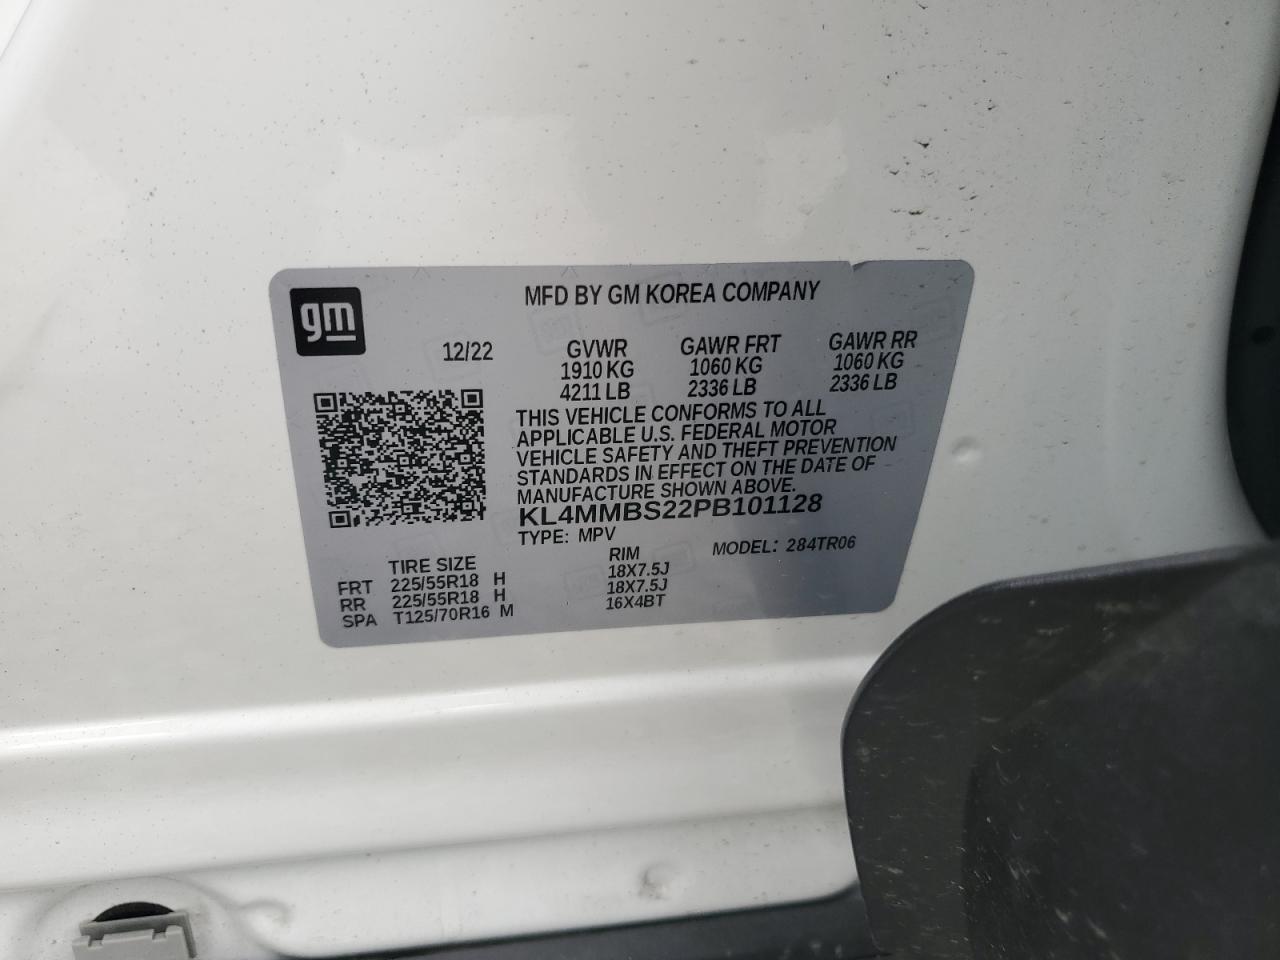 gm
MFD BY GM KOREA COMPANY
12/22 GVWR GAWR FRT GAWR RR
1910 KG 1060 KG 1060 KG
4211 LB 2336 LB 2336 LB
THIS VEHICLE CONFORMS TO ALL
APPLICABLE U.S. FEDERAL MOTOR
VEHICLE SAFETY AND THEFT PREVENTION
STANDARDS IN EFFECT ON THE DATE OF
MANUFACTURE SHOWN ABOVE.
KL4MMBS22PB101128
TYPE: MPV MODEL: 284TR06
TIRE SIZE RIM
FRT 225/55R18 H 18X7.5J
RR 225/55R18 H 18X7.5J
SPA T125/70R16 M 16X4BT